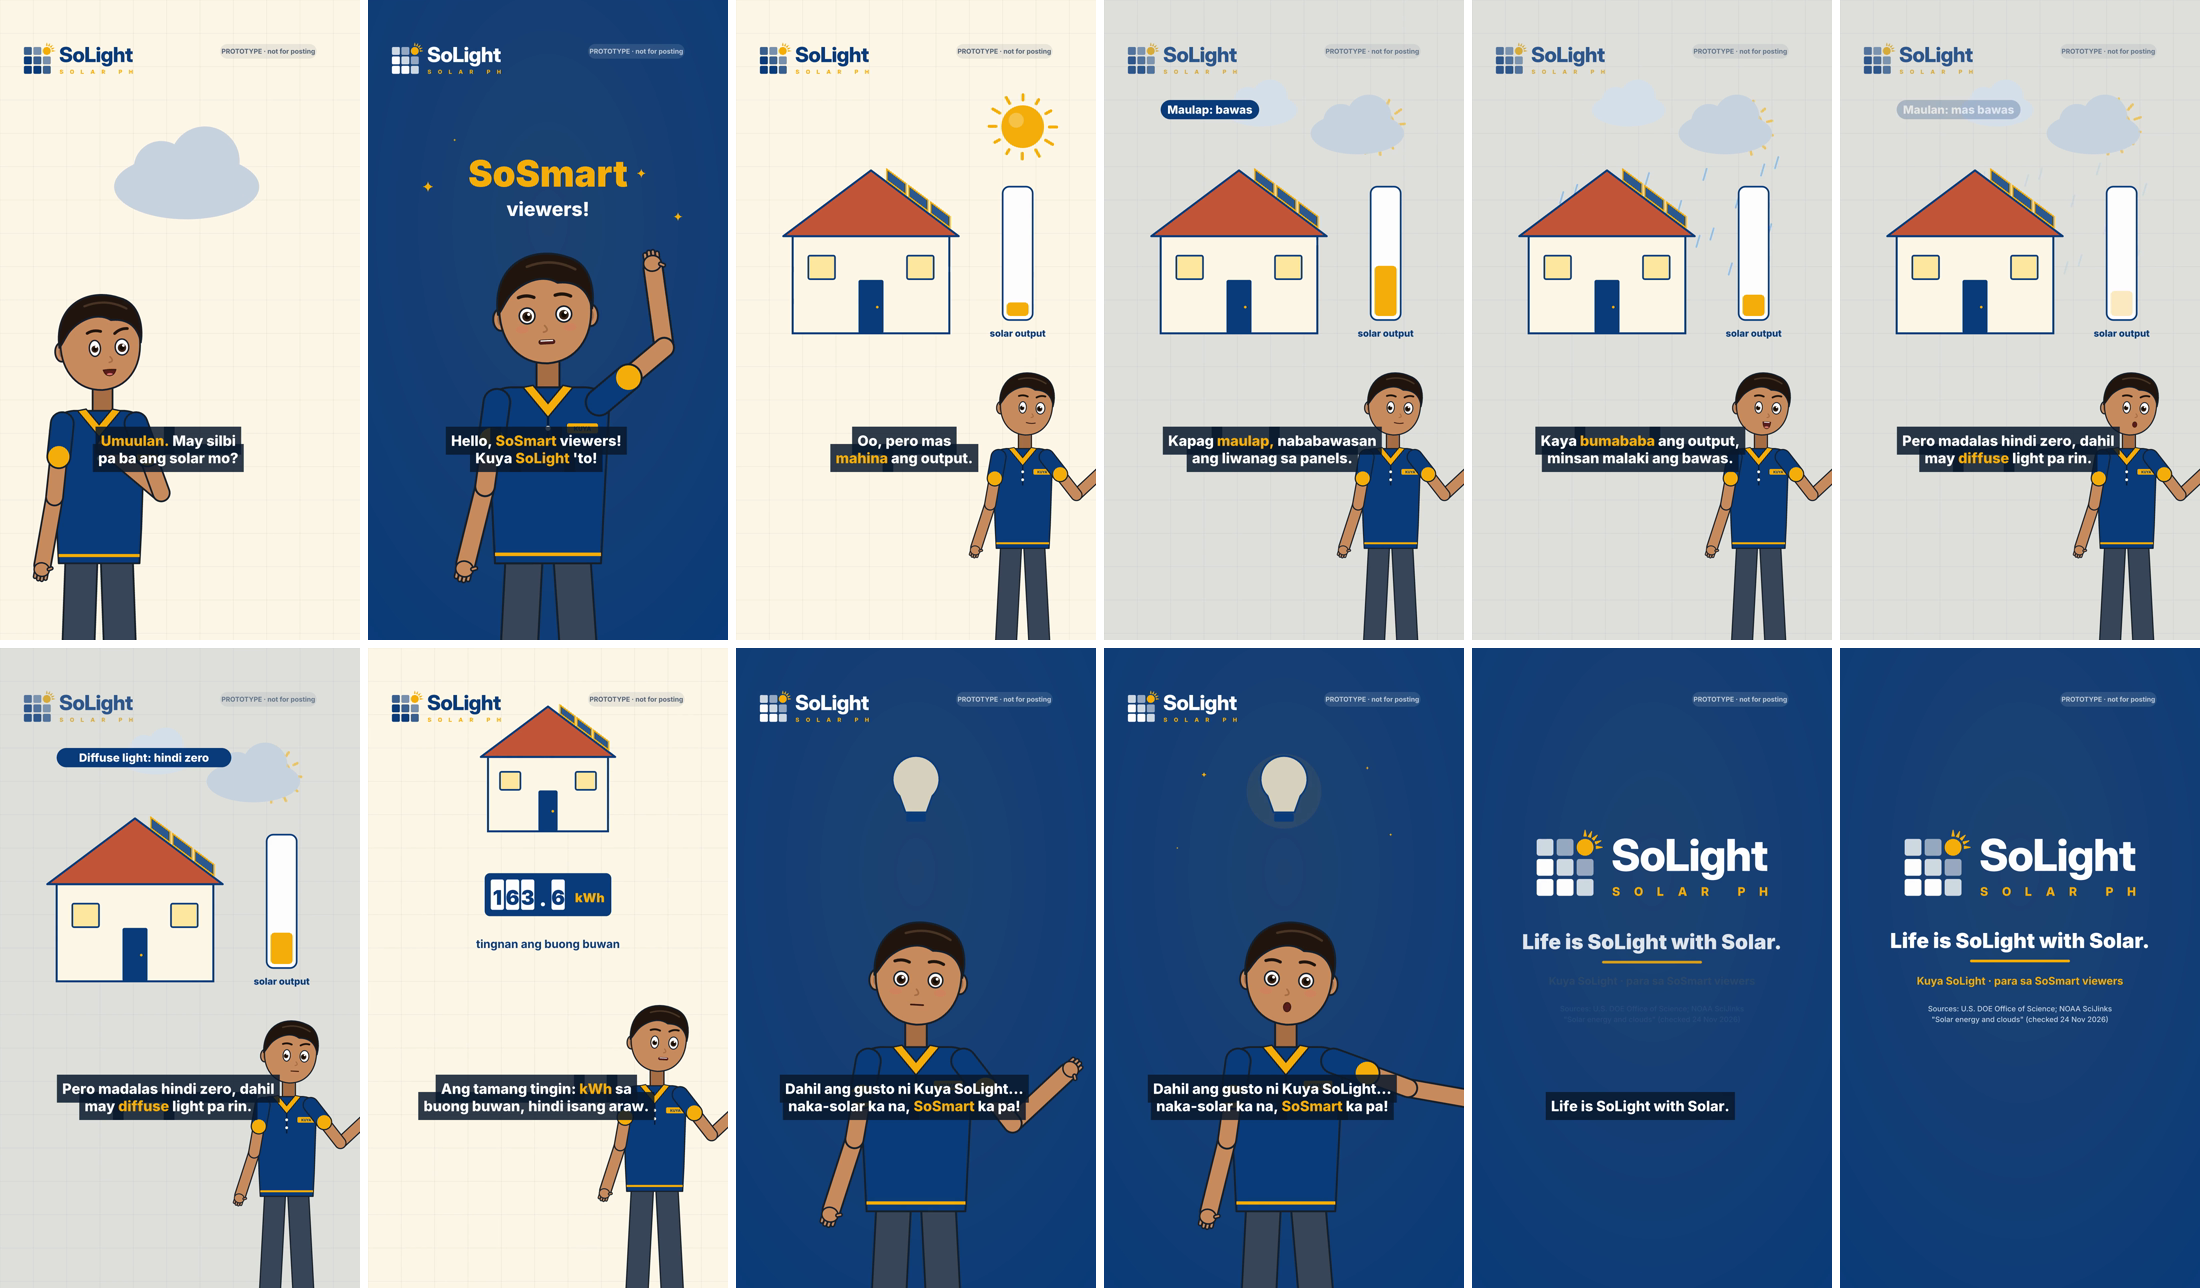 SoLight
SOLAR PH
PROTOTYPE - not for posting
Umuulan. May silbi
pa ba ang solar mo?
SoLight
SOLAR PH
PROTOTYPE - not for posting
SoSmart
viewers!
Hello, SoSmart viewers!
Kuya SoLight 'to!
SoLight
SOLAR PH
PROTOTYPE - not for posting
solar output
Oo, pero mas
mahina ang output.
SoLight
SOLAR PH
PROTOTYPE - not for posting
Maulap: bawas
solar output
Kapag maulap, nababawasan
ang liwanag sa panels.
SoLight
SOLAR PH
PROTOTYPE - not for posting
solar output
Kaya bumababa ang output,
minsan malaki ang bawas.
SoLight
SOLAR PH
PROTOTYPE - not for posting
Maulan: mas bawas
solar output
Pero madalas hindi zero, dahil
may diffuse light pa rin.
SoLight
SOLAR PH
PROTOTYPE - not for posting
Diffuse light: hindi zero
solar output
Pero madalas hindi zero, dahil
may diffuse light pa rin.
SoLight
SOLAR PH
PROTOTYPE - not for posting
163.6 kWh
tingnan ang buong buwan
Ang tamang tingin: kWh sa
buong buwan, hindi isang araw.
SoLight
SOLAR PH
PROTOTYPE - not for posting
Dahil ang gusto ni Kuya SoLight...
naka-solar ka na, SoSmart ka pa!
SoLight
SOLAR PH
PROTOTYPE - not for posting
Dahil ang gusto ni Kuya SoLight...
naka-solar ka na, SoSmart ka pa!
PROTOTYPE - not for posting
SoLight
SOLAR PH
Life is SoLight with Solar.
Kuya SoLight · para sa SoSmart viewers
Life is SoLight with Solar.
PROTOTYPE - not for posting
SoLight
SOLAR PH
Life is SoLight with Solar.
Kuya SoLight · para sa SoSmart viewers
Sources: U.S. DOE Office of Science; NOAA SciJinks
"Solar energy and clouds" (checked 24 Nov 2026)